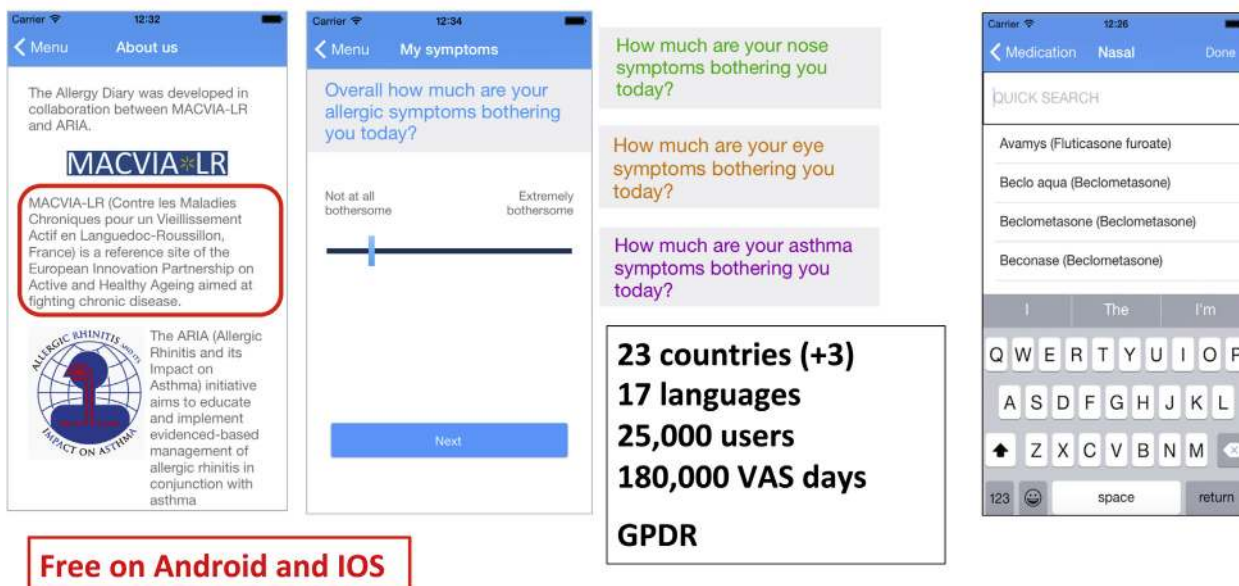 Carrier 12:32
Menu About us
The Allergy Diary was developed in
collaboration between MACVIA-LR
and ARIA.
MACVIA LR
MACVIA-LR (Contre les Maladies
Chroniques pour un Vieillissement
Actif en Languedoc-Roussillon,
France) is a reference site of the
European Innovation Partnership on
Active and Healthy Ageing aimed at
fighting chronic disease.
ALLERGIC RHINITIS AND ITS
IMPACT ON ASTHMA
The ARIA (Allergic
Rhinitis and its
Impact on
Asthma) initiative
aims to educate
and implement
evidenced-based
management of
allergic rhinitis in
conjunction with
asthma
Free on Android and IOS
Carrier 12:34
Menu My symptoms
Overall how much are your
allergic symptoms bothering
you today?
Not at all
bothersome
Extremely
bothersome
Next
How much are your nose
symptoms bothering you
today?
How much are your eye
symptoms bothering you
today?
How much are your asthma
symptoms bothering you
today?
23 countries (+3)
17 languages
25,000 users
180,000 VAS days
GPDR
Carrier 12:26
Medication Nasal Done
QUICK SEARCH
Avamys (Fluticasone furoate)
Beclo aqua (Beclometasone)
Beclometasone (Beclometasone)
Beconase (Beclometasone)
I The I'm
Q W E R T Y U I O P
A S D F G H J K L
Z X C V B N M
123 space return